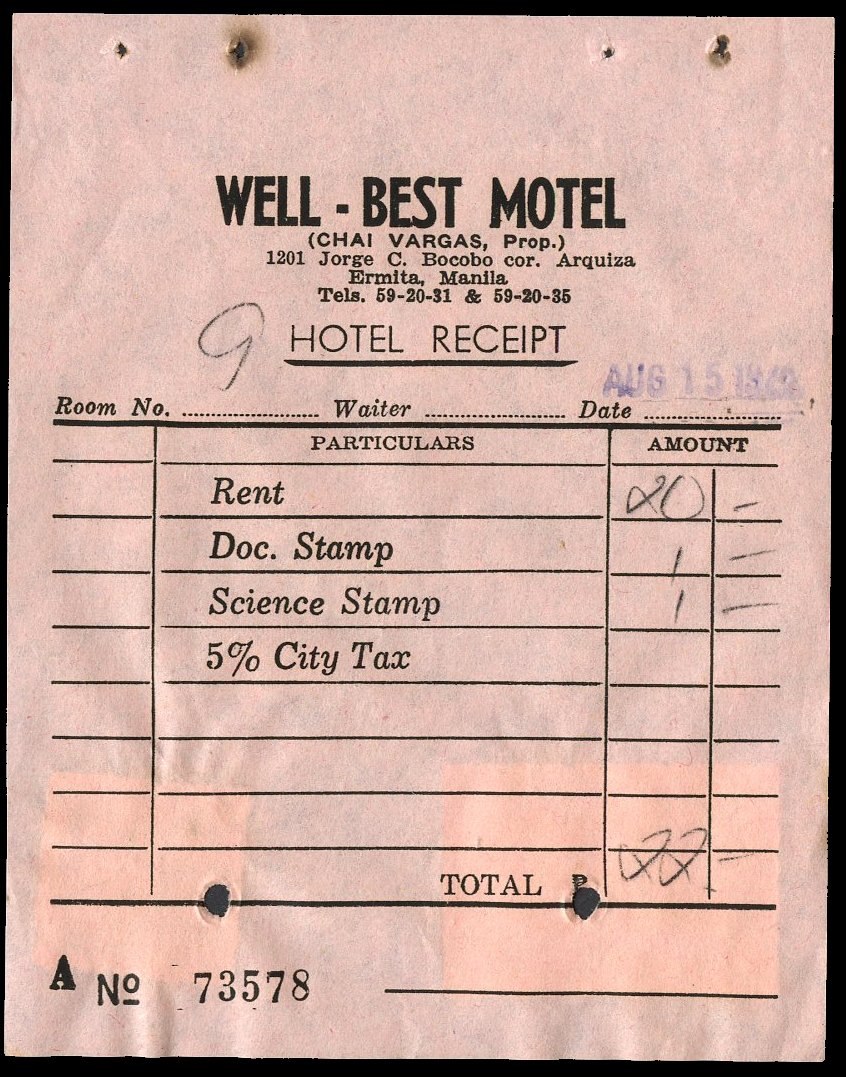 WELL - BEST MOTEL
(CHAI VARGAS, Prop.)
1201 Jorge C. Bocobo cor. Arquiza
Ermita, Manila
Tels. 59-20-31 & 59-20-35
9 HOTEL RECEIPT
AUG 15
Room No. ........ Waiter ........ Date ........
PARTICULARS AMOUNT
Rent 20 -
Doc. Stamp 1 -
Science Stamp 1 -
5% City Tax
TOTAL ₱ 22 -
A Nº 73578